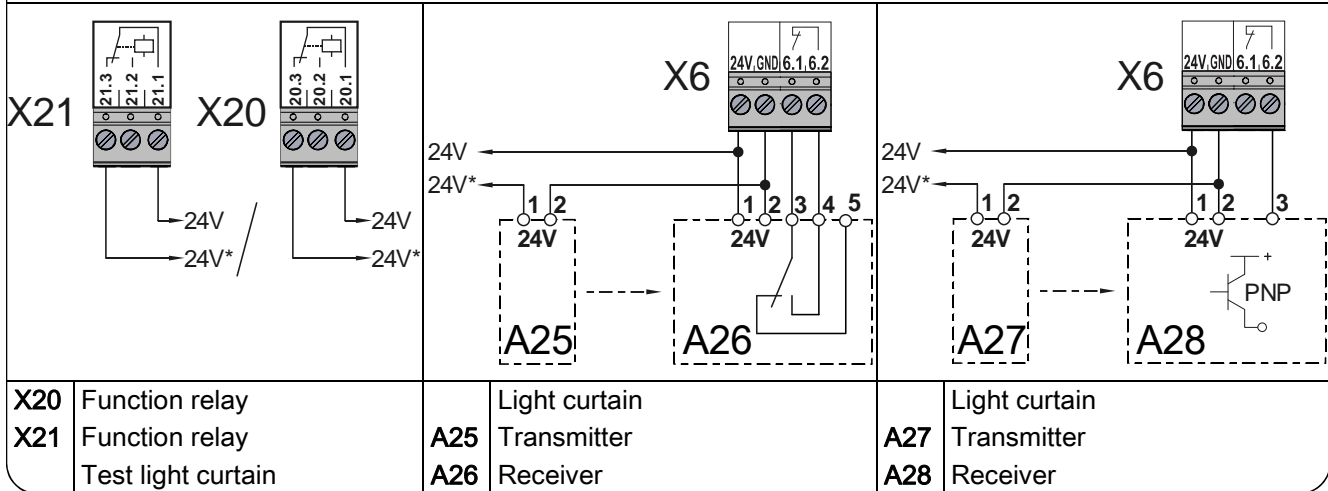 X21
21.3 21.2 21.1
X20
20.3 20.2 20.1
24V
24V*
24V
24V*
X6
24V GND 6.1 6.2
24V
24V*
1 2
24V
1 2 3 4 5
24V
A25
A26
X6
24V GND 6.1 6.2
24V
24V*
1 2
24V
1 2 3
24V
+
PNP
A27
A28
X20 Function relay
X21 Function relay
Test light curtain
Light curtain
A25 Transmitter
A26 Receiver
Light curtain
A27 Transmitter
A28 Receiver